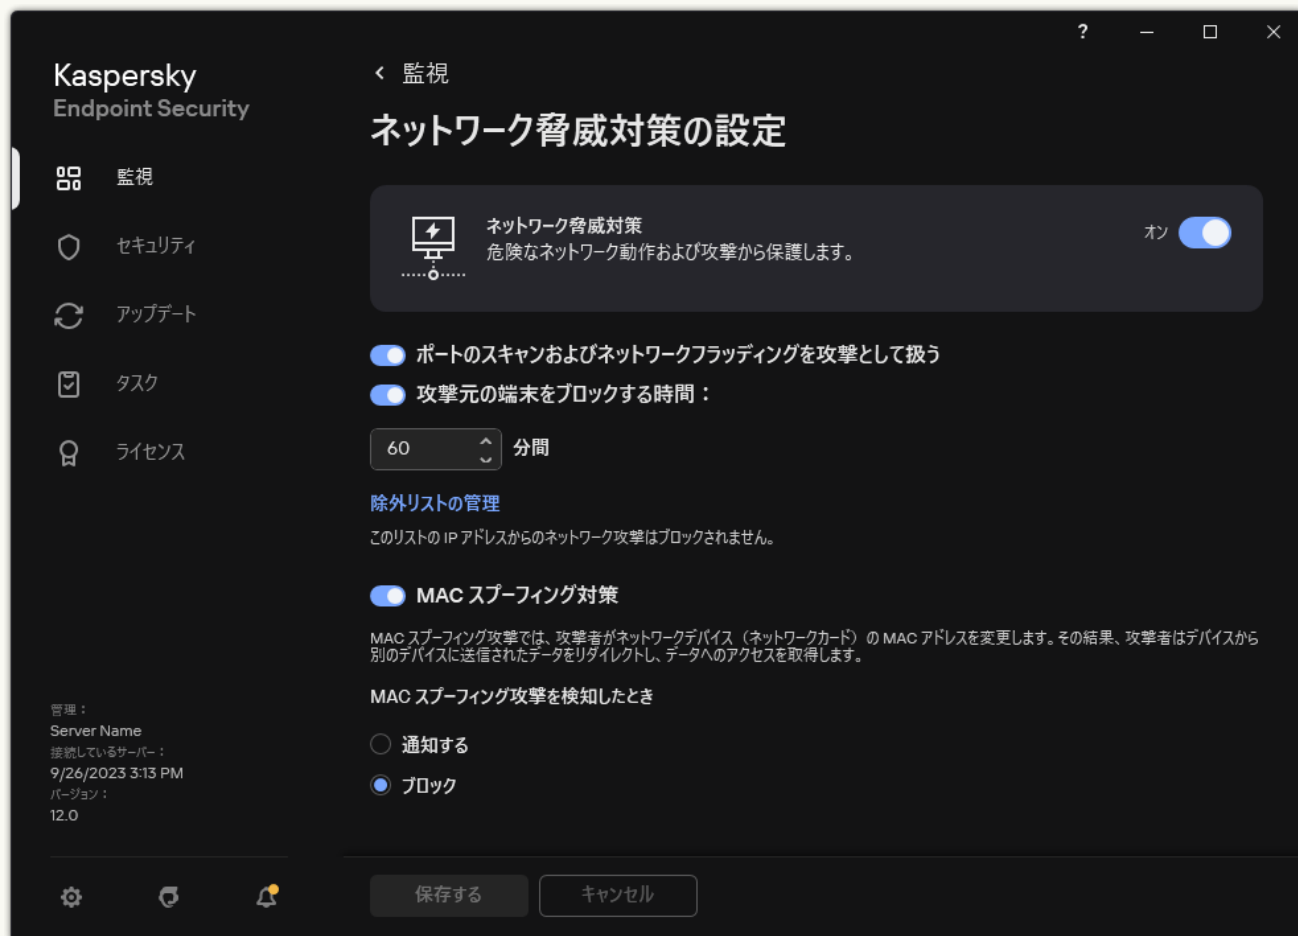 ?
Kaspersky
Endpoint Security
監視
セキュリティ
アップデート
タスク
ライセンス
管理：
Server Name
接続しているサーバー：
9/26/2023 3:13 PM
バージョン：
12.0
監視
ネットワーク脅威対策の設定
ネットワーク脅威対策
危険なネットワーク動作および攻撃から保護します。
オン
ポートのスキャンおよびネットワークフラッディングを攻撃として扱う
攻撃元の端末をブロックする時間：
60 分間
除外リストの管理
このリストの IP アドレスからのネットワーク攻撃はブロックされません。
MAC スプーフィング対策
MAC スプーフィング攻撃では、攻撃者がネットワークデバイス（ネットワークカード）の MAC アドレスを変更します。その結果、攻撃者はデバイスから
別のデバイスに送信されたデータをリダイレクトし、データへのアクセスを取得します。
MAC スプーフィング攻撃を検知したとき
通知する
ブロック
保存する
キャンセル